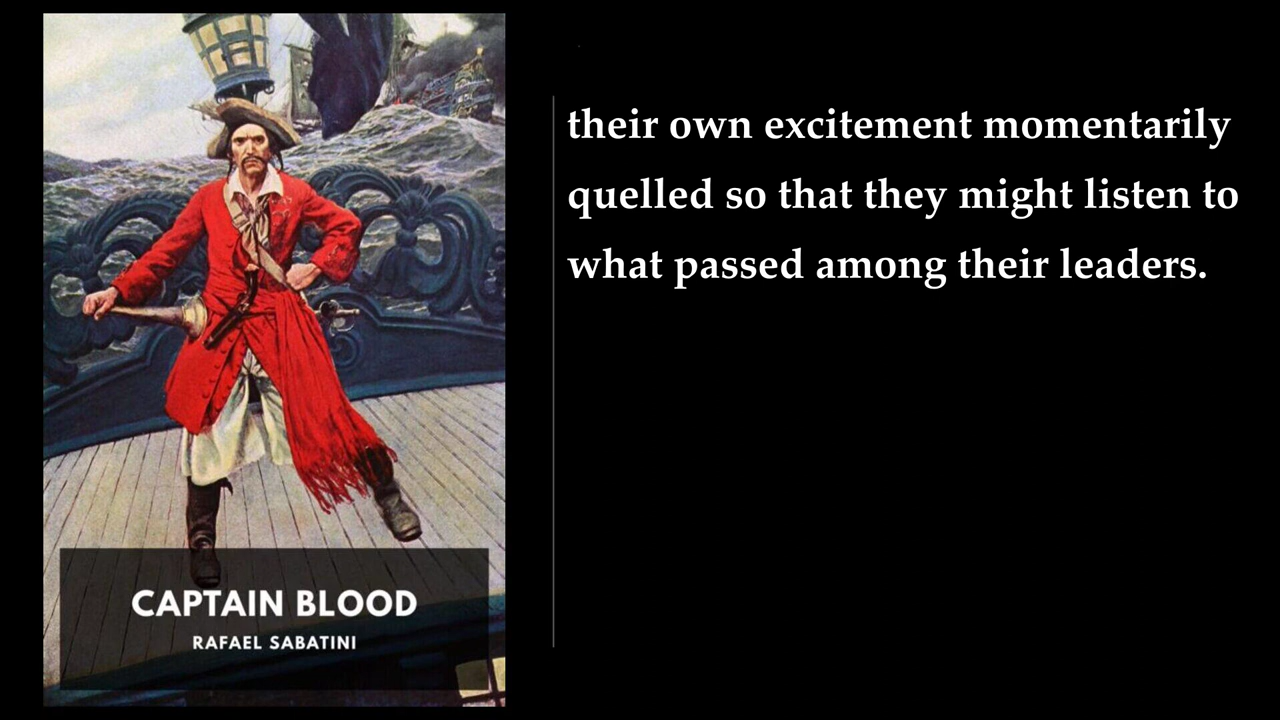 their own excitement momentarily
quelled so that they might listen to
what passed among their leaders.
CAPTAIN BLOOD
RAFAEL SABATINI